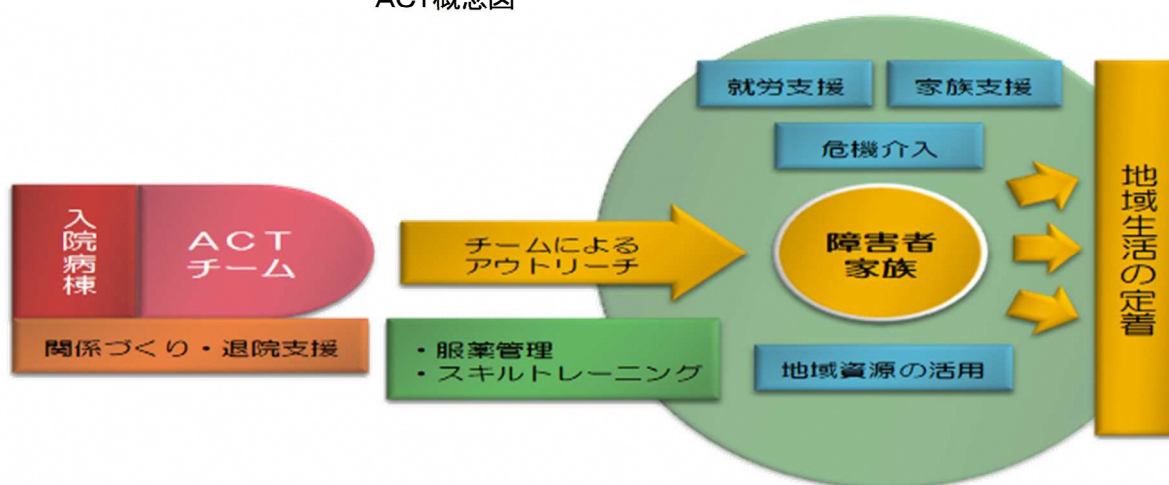 ACT概念図
就労支援
家族支援
危機介入
入院病棟
ACT
チーム
チームによる
アウトリーチ
障害者
家族
地域生活の定着
関係づくり・退院支援
・服薬管理
・スキルトレーニング
地域資源の活用